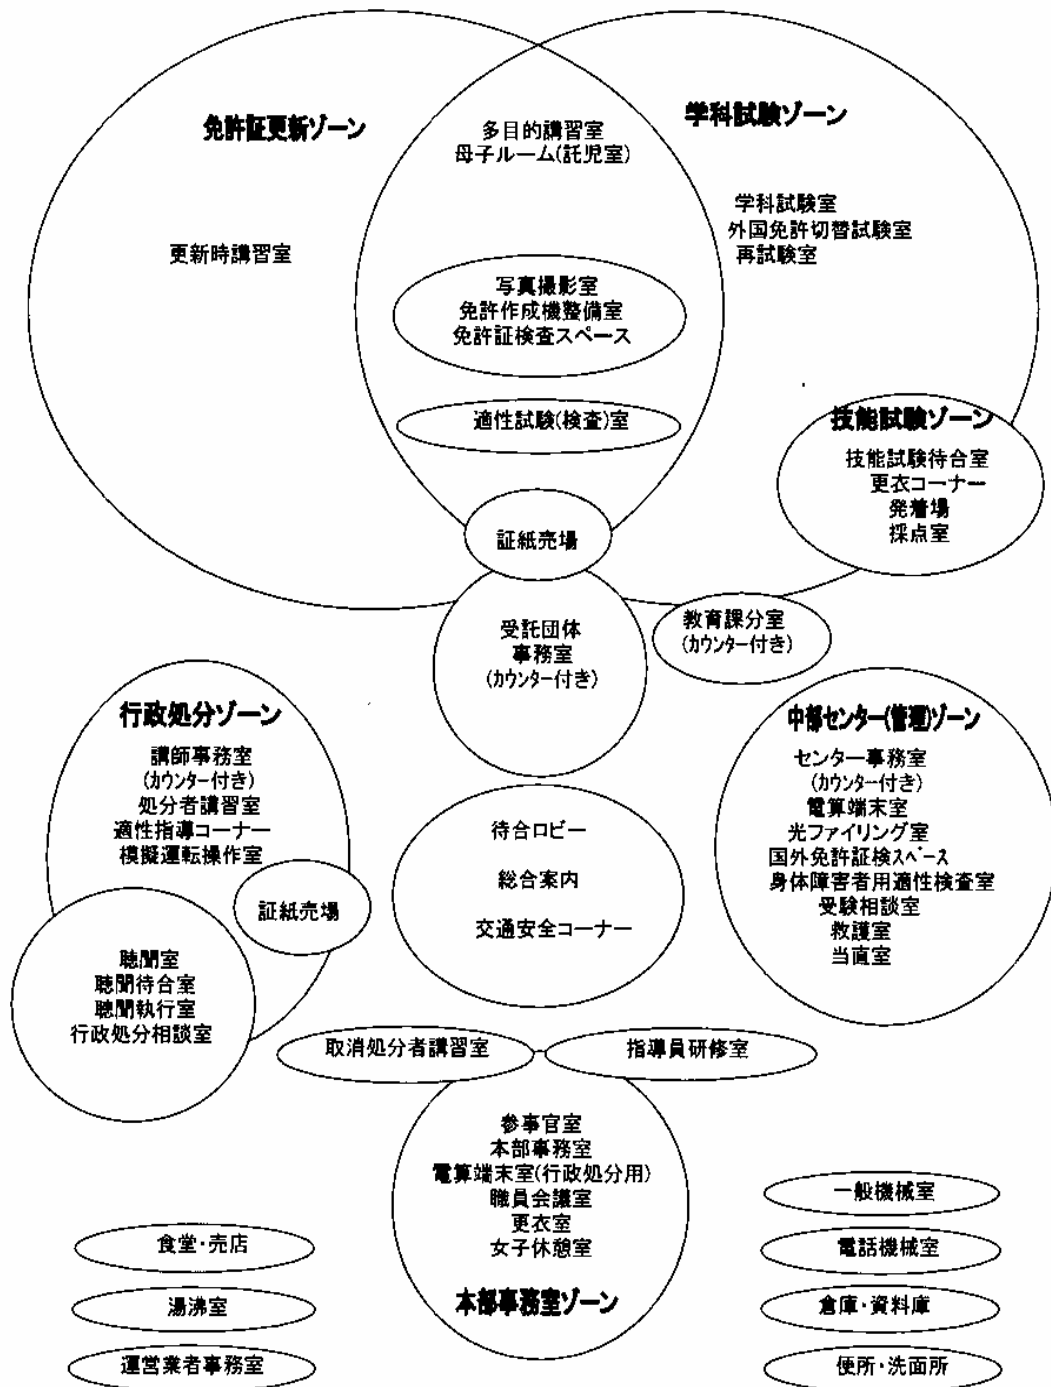 免許証更新ゾーン
学科試験ゾーン
多目的講習室
母子ルーム(託児室)
更新時講習室
学科試験室
外国免許切替試験室
再試験室
写真撮影室
免許作成機整備室
免許証検査スペース
適性試験(検査)室
技能試験ゾーン
技能試験待合室
更衣コーナー
発着場
採点室
証紙売場
受託団体
事務室
(カウンター付き)
教育課分室
(カウンター付き)
行政処分ゾーン
講師事務室
(カウンター付き)
処分者講習室
適性指導コーナー
模擬運転操作室
証紙売場
聴聞室
聴聞待合室
聴聞執行室
行政処分相談室
待合ロビー
総合案内
交通安全コーナー
中部センター(管理)ゾーン
センター事務室
(カウンター付き)
電算端末室
光ファイリング室
国外免許証検スペース
身体障害者用適性検査室
受験相談室
救護室
当直室
取消処分者講習室
指導員研修室
参事官室
本部事務室
電算端末室(行政処分用)
職員会議室
更衣室
女子休憩室
本部事務室ゾーン
食堂・売店
湯沸室
運営業者事務室
一般機械室
電話機械室
倉庫・資料庫
便所・洗面所